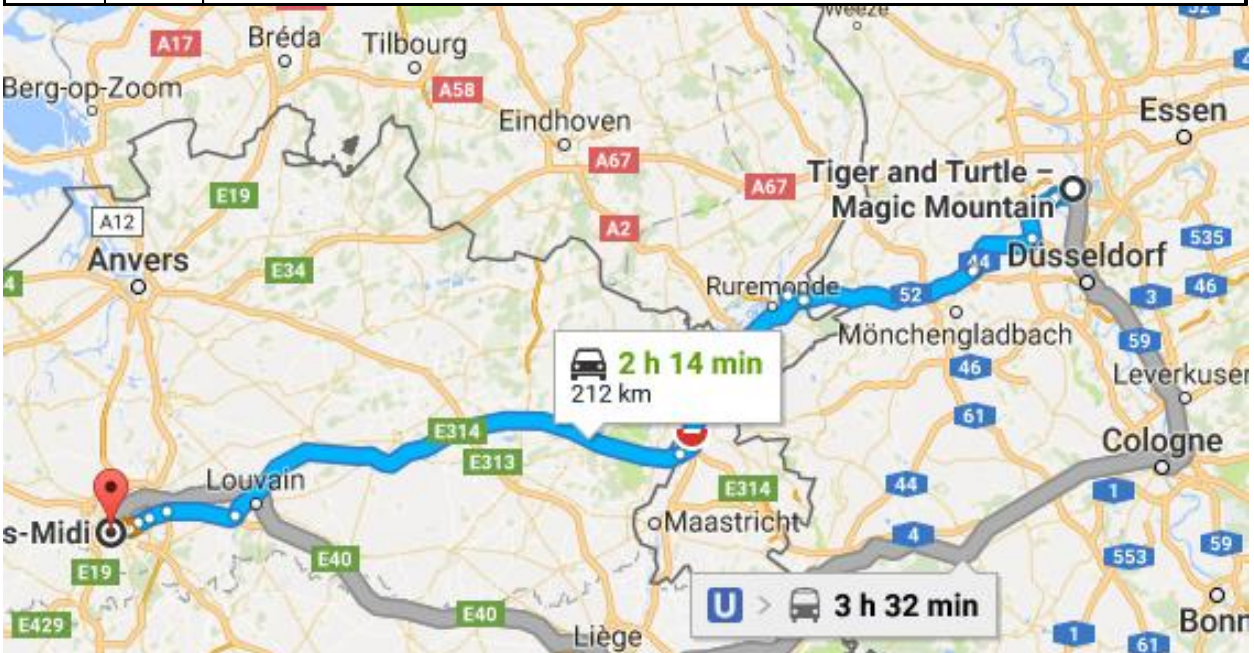 Weeze
52
Bréda
A17
Tilbourg
Berg-op-Zoom
A58
Essen
Eindhoven
A67
Tiger and Turtle –
Magic Mountain
A67
E19
A12
A2
535
Anvers
E34
44
Düsseldorf
4
Ruremonde
52
3
46
Mönchengladbach
59
2 h 14 min
212 km
46
Leverkusen
61
E314
Cologne
E313
Louvain
E314
44
1
s-Midi
Maastricht
4
59
553
E40
E19
U > 3 h 32 min
E40
E429
Liège
Bonn
1
61